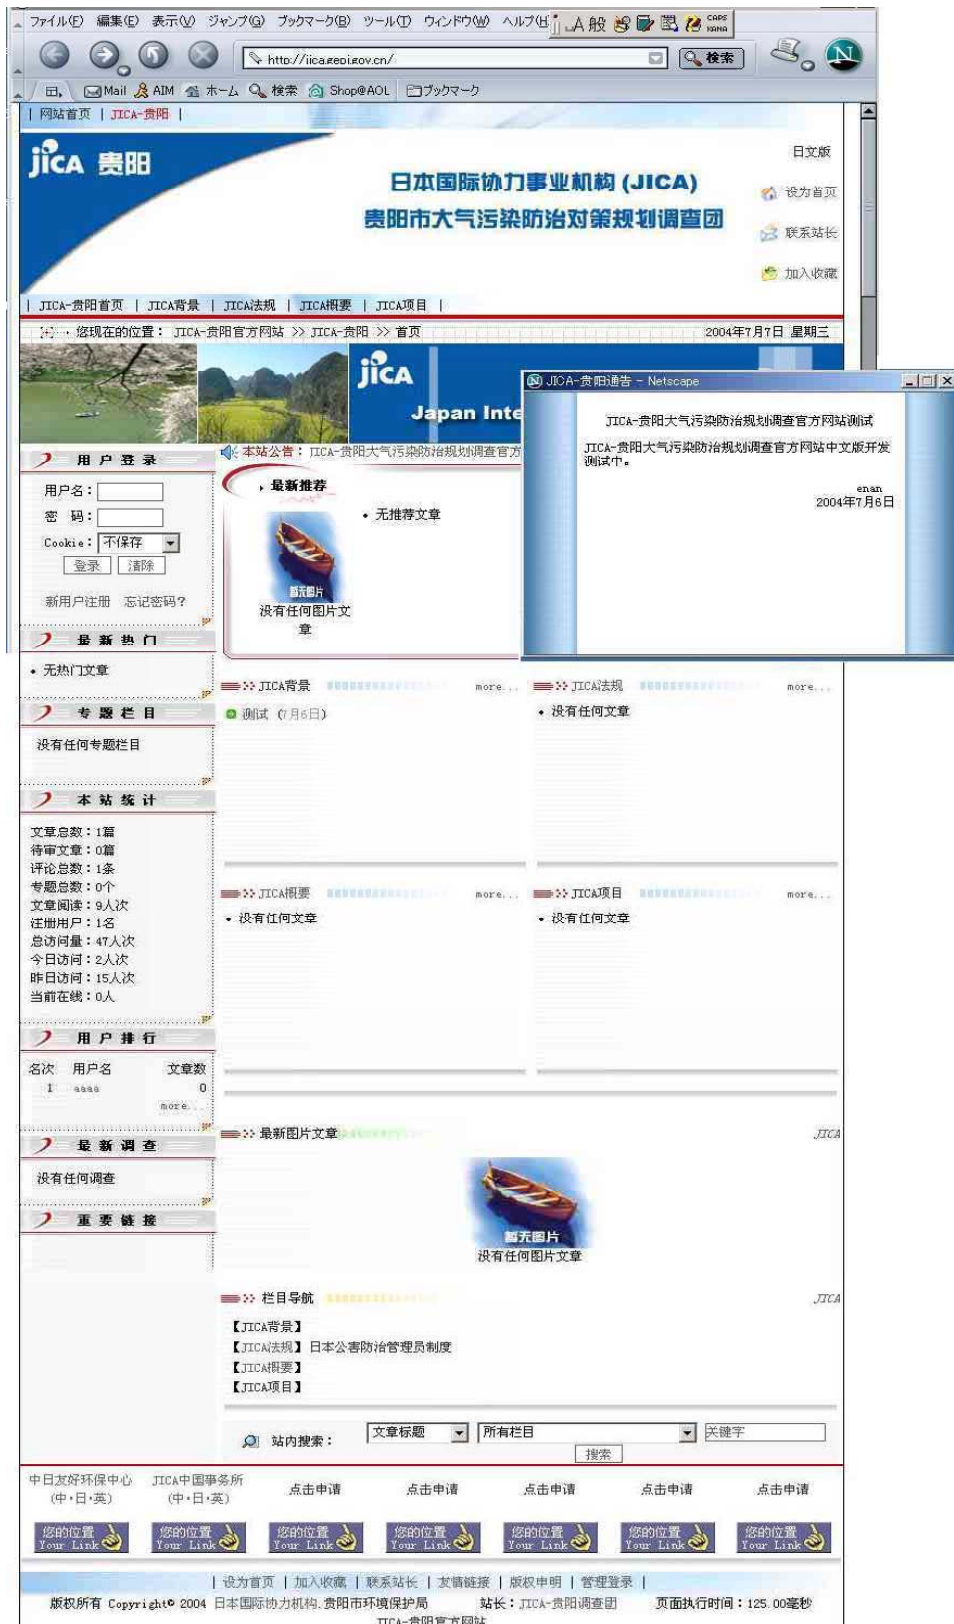 ファイル(F) 編集(E) 表示(V) ジャンプ(G) ブックマーク(B) ツール(T) ウィンドウ(W) ヘルプ(H
A 般 CAPS KANA
http://jica.gepi.gov.cn/ 検索
Mail AIM ホーム 検索 Shop@AOL ブックマーク
| 网站首页 | JICA-贵阳 |
jICA 贵阳
日文版
日本国际协力事业机构 (JICA)
贵阳市大气污染防治对策规划调查团
设为首页
联系站长
加入收藏
| JICA-贵阳首页 | JICA背景 | JICA法规 | JICA概要 | JICA项目 |
您现在的位置: JICA-贵阳官方网站 >> JICA-贵阳 >> 首页 2004年7月7日 星期三
jICA
Japan Inte
JICA-贵阳通告 - Netscape
JICA-贵阳大气污染防治规划调查官方网站测试
JICA-贵阳大气污染防治规划调查官方网站中文版开发
测试中。
enan
2004年7月6日
本站公告: JICA-贵阳大气污染防治规划调查官方
用户登录
用户名:
密 码:
Cookie: 不保存
登录 清除
新用户注册 忘记密码?
最新推荐
• 无推荐文章
暂无图片
没有任何图片文
章
最新热门
• 无热门文章
专题栏目
没有任何专题栏目
本站统计
文章总数:1篇
待审文章:0篇
评论总数:1条
专题总数:0个
文章阅读:9人次
注册用户:1名
总访问量:47人次
今日访问:2人次
昨日访问:15人次
当前在线:0人
用户排行
名次 用户名 文章数
1 aaaa 0
more...
最新调查
没有任何调查
重要链接
JICA背景 more...
测试 (7月6日)
JICA法规 more...
• 没有任何文章
JICA概要 more...
• 没有任何文章
JICA项目 more...
• 没有任何文章
最新图片文章 JICA
暂无图片
没有任何图片文章
栏目导航 JICA
【JICA背景】
【JICA法规】 日本公害防治管理员制度
【JICA概要】
【JICA项目】
站内搜索: 文章标题 所有栏目 关键字
搜索
中日友好环保中心 JICA中国事务所 点击申请 点击申请 点击申请 点击申请 点击申请
(中·日·英) (中·日·英)
您的位置 您的位置 您的位置 您的位置 您的位置 您的位置 您的位置
Your Link Your Link Your Link Your Link Your Link Your Link Your Link
| 设为首页 | 加入收藏 | 联系站长 | 友情链接 | 版权申明 | 管理登录 |
版权所有 Copyright© 2004 日本国际协力机构.贵阳市环境保护局 站长:JICA-贵阳调查团 页面执行时间:125.00毫秒
JICA-贵阳官方网站